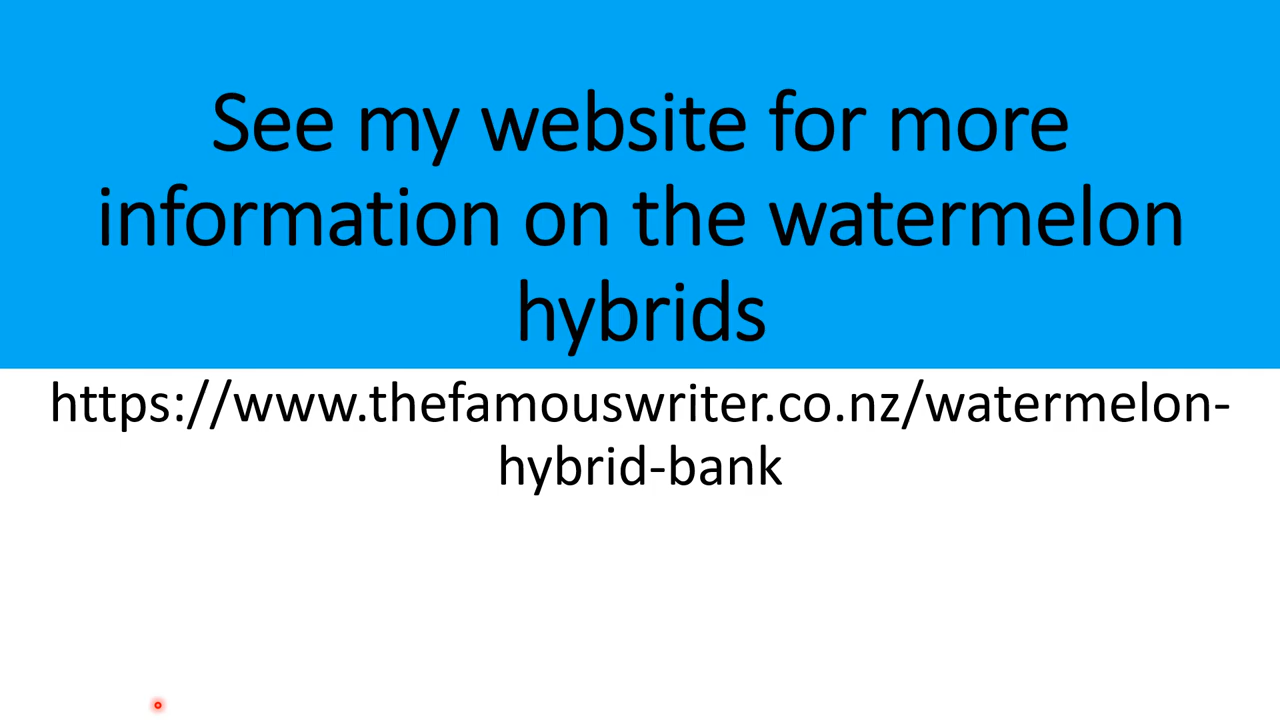 See my website for more
information on the watermelon
hybrids
https://www.thefamouswriter.co.nz/watermelon-
hybrid-bank